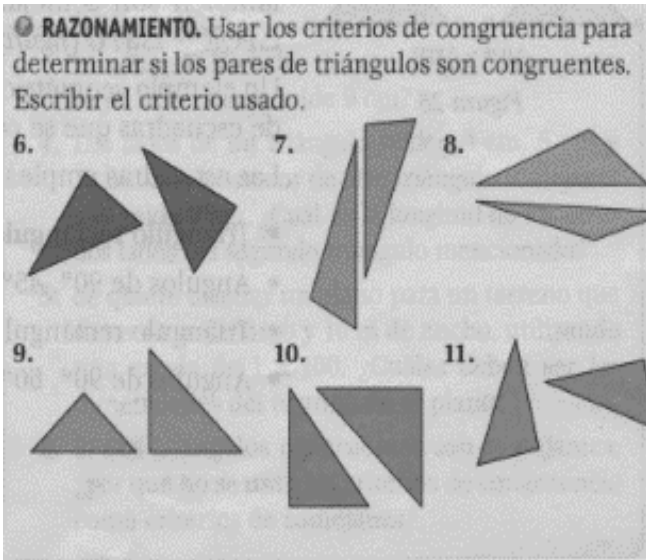 RAZONAMIENTO. Usar los criterios de congruencia para
determinar si los pares de triángulos son congruentes.
Escribir el criterio usado.
6. 7. 8.
9. 10. 11.